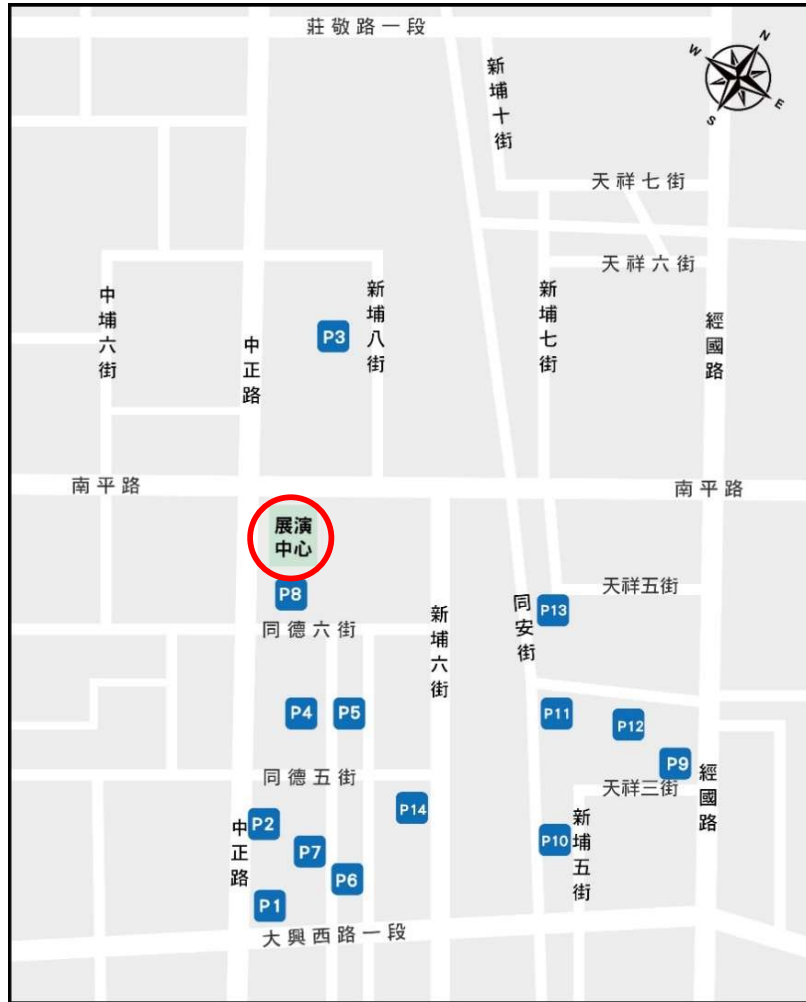 莊敬路一段
N
W
E
S
新埔十街
天祥七街
天祥六街
中埔六街
中正路
P3
新埔八街
新埔七街
經國路
南平路
南平路
展演
中心
P8
同德六街
新埔六街
同安街
P13
天祥五街
P4
P5
P11
P12
P9
同德五街
天祥三街
經國路
P14
P2
中正路
P7
P6
P10
新埔五街
P1
大興西路一段